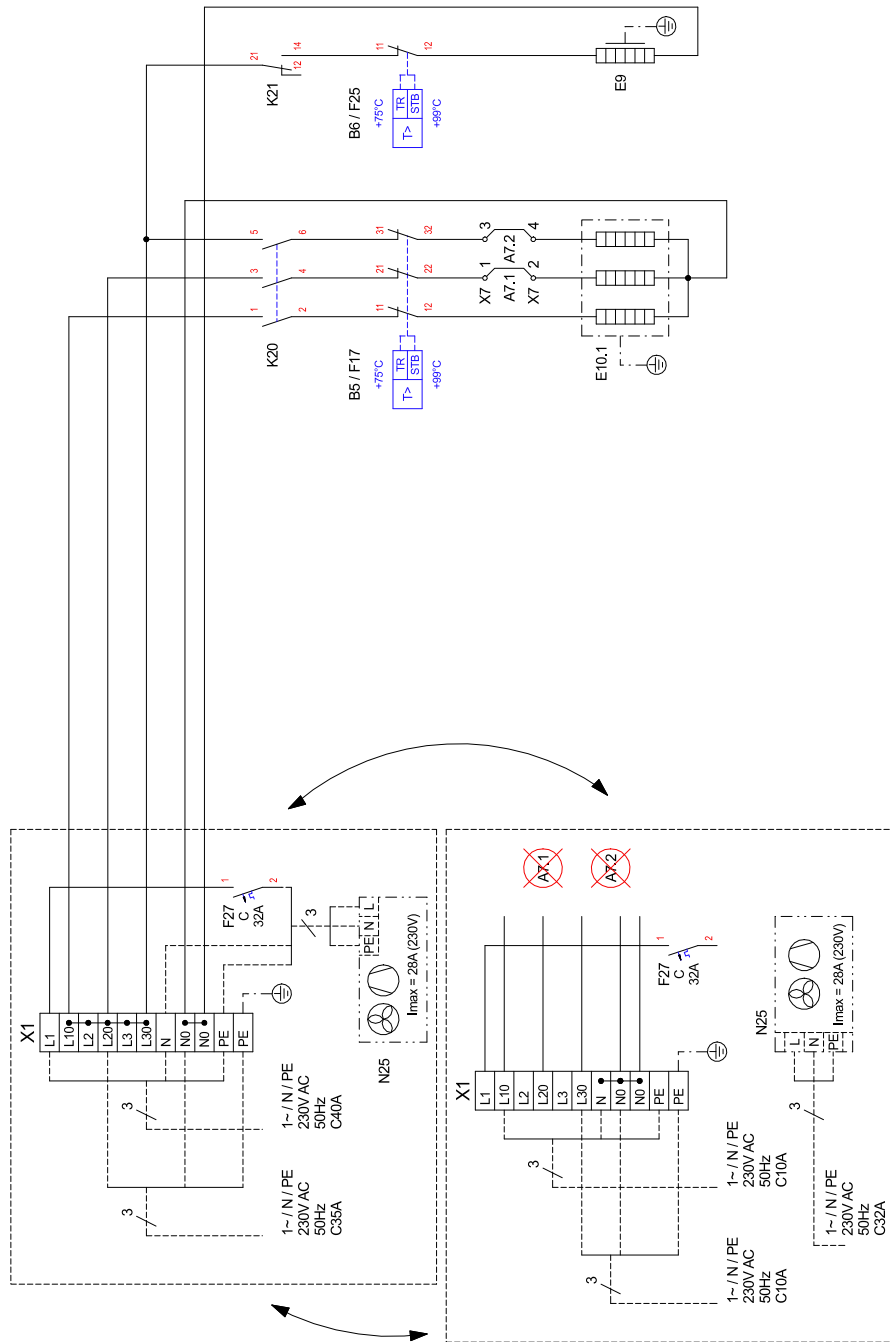 21
14
12
K21
11
12
B6 / F25
+75°C
TR
STB
T>
+99°C
E9
5
6
3
4
1
2
K20
31
32
21
22
11
12
B5 / F17
+75°C
TR
STB
T>
+99°C
3
A7.2
4
X7
1
A7.1
X7
2
E10.1
X1
L1
L10
L2
L20
L3
L30
N
N0
N0
PE
PE
1
2
F27
C
32A
3
PE
N
L
Imax = 28A (230V)
N25
3
1~ / N / PE
230V AC
50Hz
C40A
3
1~ / N / PE
230V AC
50Hz
C35A
A7.1
A7.2
X1
L1
L10
L2
L20
L3
L30
N
N0
N0
PE
PE
1
2
F27
C
32A
N25
L
N
PE
Imax = 28A (230V)
3
1~ / N / PE
230V AC
50Hz
C10A
3
1~ / N / PE
230V AC
50Hz
C10A
3
1~ / N / PE
230V AC
50Hz
C32A